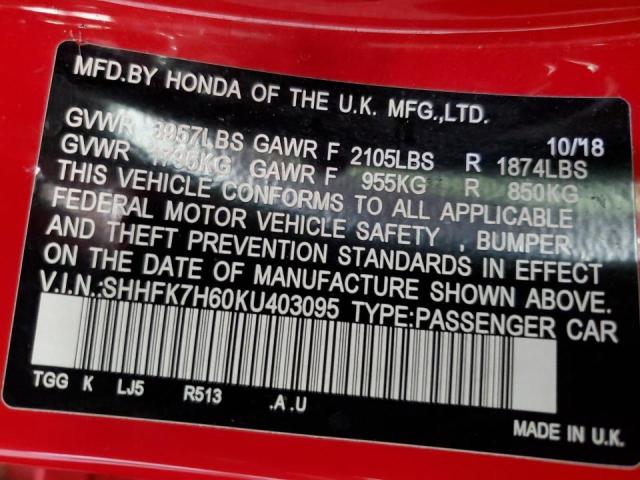 MFD.BY HONDA OF THE U.K. MFG.,LTD.
10/18
GVWR 3957LBS GAWR F 2105LBS R 1874LBS
GVWR 1795KG GAWR F 955KG R 850KG
THIS VEHICLE CONFORMS TO ALL APPLICABLE
FEDERAL MOTOR VEHICLE SAFETY , BUMPER ,
AND THEFT PREVENTION STANDARDS IN EFFECT
ON THE DATE OF MANUFACTURE SHOWN ABOVE.
V.I.N.:SHHFK7H60KU403095 TYPE:PASSENGER CAR
TGG K LJ5 R513 .A .U
MADE IN U.K.